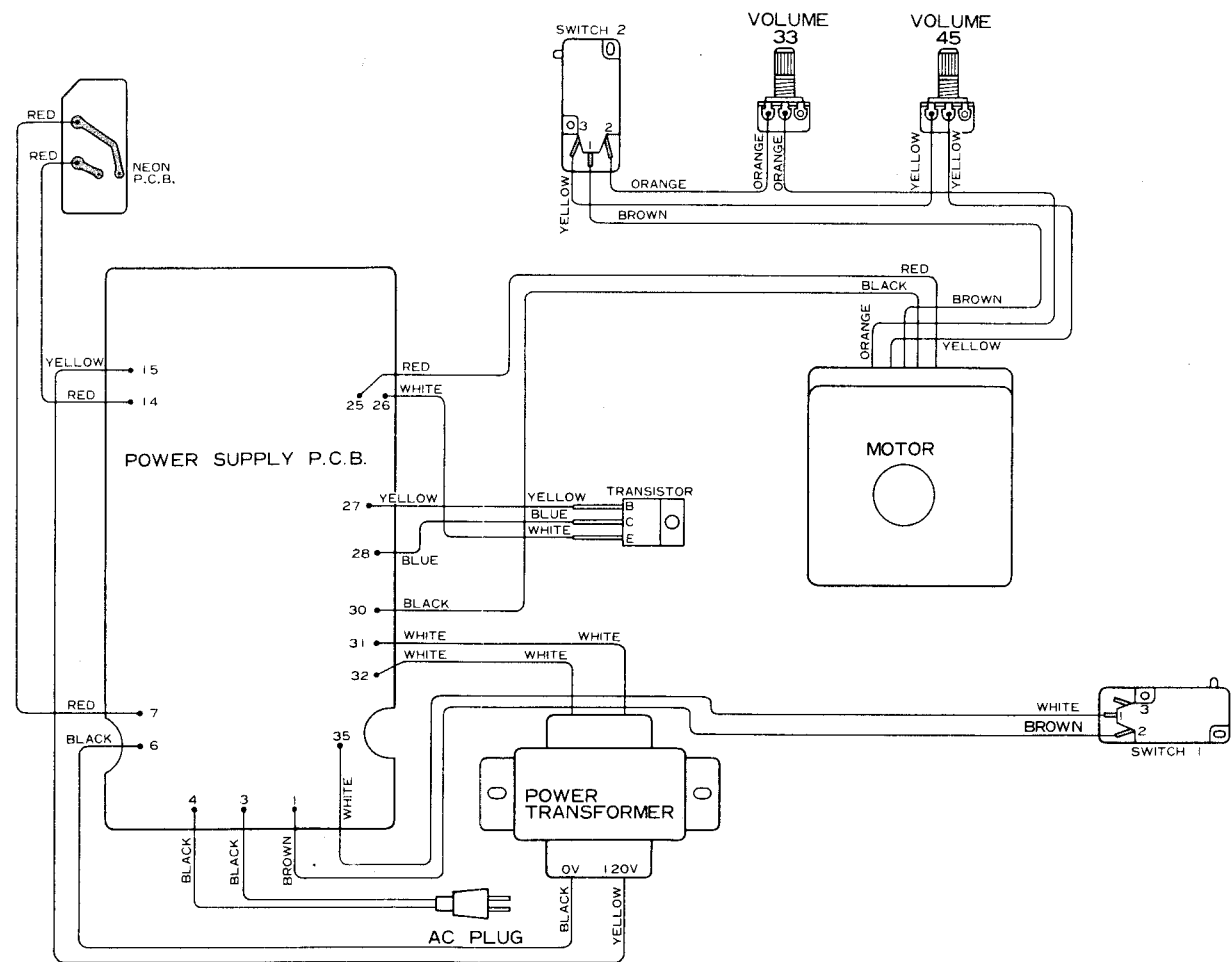 SWITCH 2
VOLUME
33
VOLUME
45
RED
RED
NEON
P.C.B.
3
1
2
ORANGE
YELLOW
BROWN
ORANGE
ORANGE
YELLOW
YELLOW
RED
BLACK
BROWN
ORANGE
YELLOW
YELLOW
15
RED
14
RED
WHITE
25
26
POWER SUPPLY P.C.B.
MOTOR
27
YELLOW
YELLOW
TRANSISTOR
BLUE
WHITE
B
C
E
28
BLUE
30
BLACK
31
WHITE
WHITE
32
WHITE
WHITE
RED
7
BLACK
6
35
WHITE
WHITE
BROWN
3
1
2
SWITCH 1
4
3
1
BLACK
BLACK
BROWN
POWER
TRANSFORMER
0V
120V
BLACK
YELLOW
AC PLUG